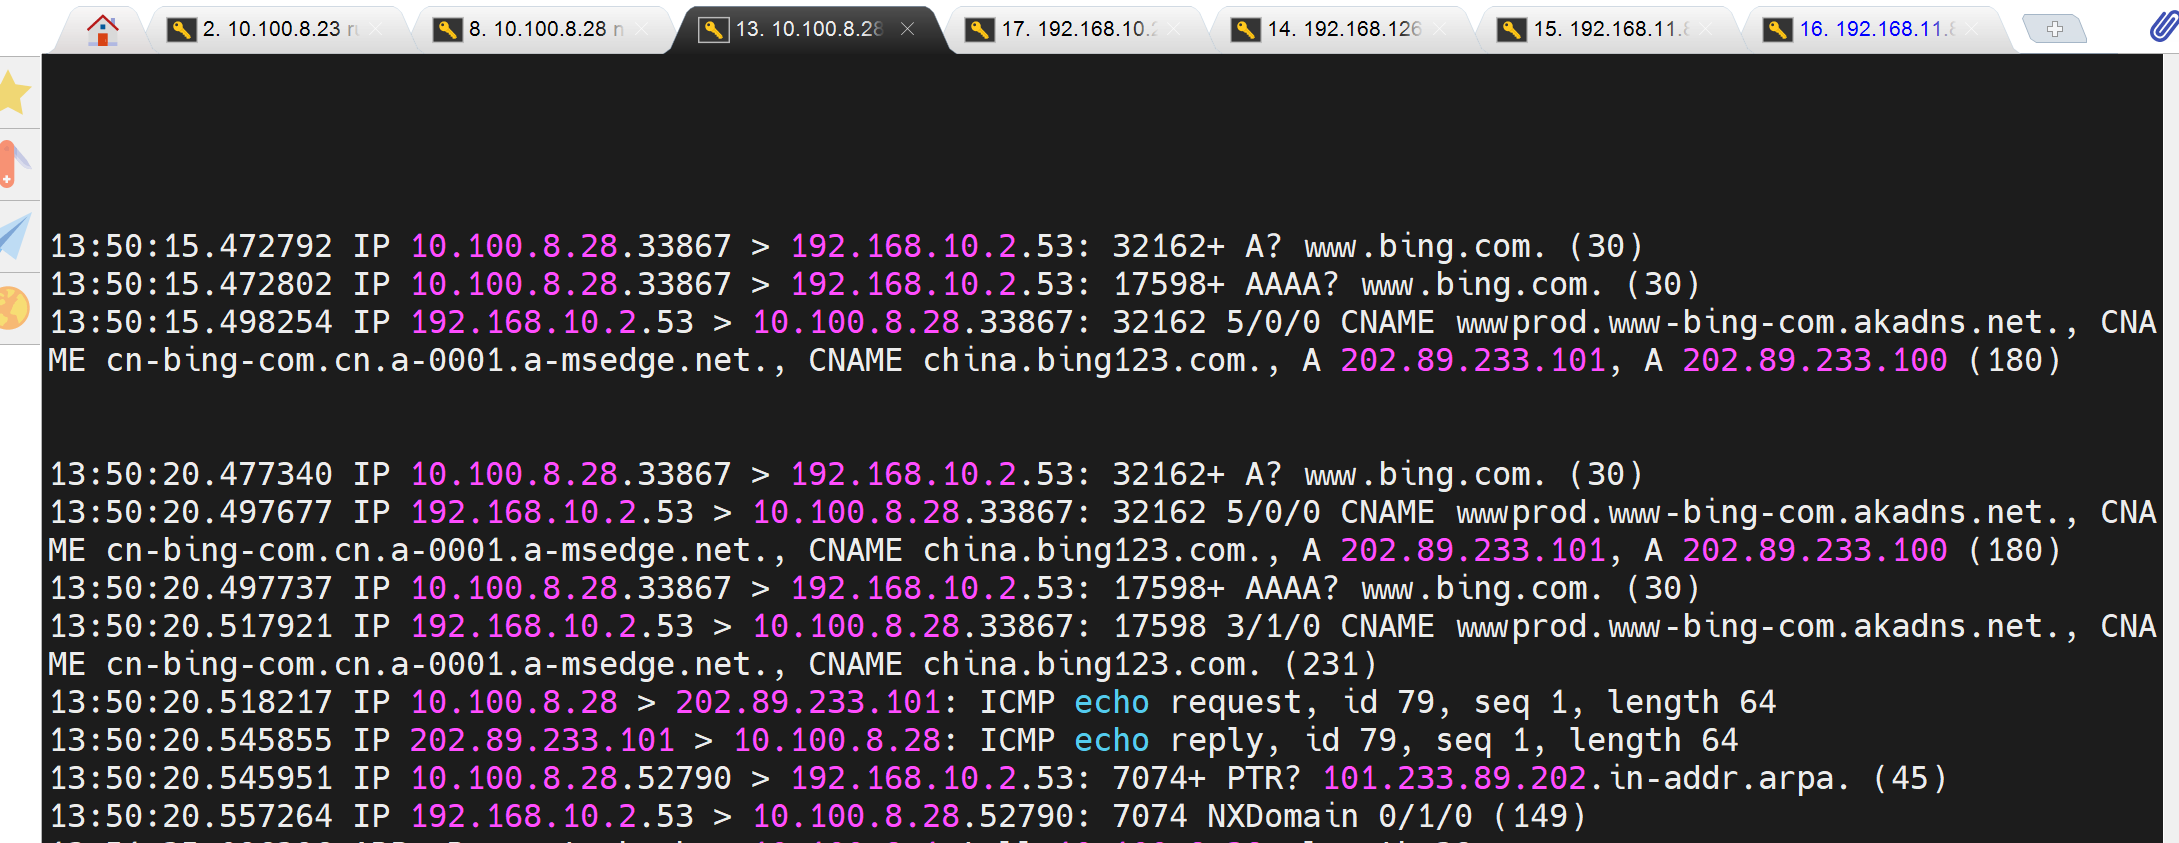 2. 10.100.8.23
8. 10.100.8.28
13. 10.100.8.28
17. 192.168.10.2
14. 192.168.126
15. 192.168.11.8
16. 192.168.11.8
13:50:15.472792 IP 10.100.8.28.33867 > 192.168.10.2.53: 32162+ A? www.bing.com. (30)
13:50:15.472802 IP 10.100.8.28.33867 > 192.168.10.2.53: 17598+ AAAA? www.bing.com. (30)
13:50:15.498254 IP 192.168.10.2.53 > 10.100.8.28.33867: 32162 5/0/0 CNAME wwwprod.www-bing-com.akadns.net., CNA
ME cn-bing-com.cn.a-0001.a-msedge.net., CNAME china.bing123.com., A 202.89.233.101, A 202.89.233.100 (180)
13:50:20.477340 IP 10.100.8.28.33867 > 192.168.10.2.53: 32162+ A? www.bing.com. (30)
13:50:20.497677 IP 192.168.10.2.53 > 10.100.8.28.33867: 32162 5/0/0 CNAME wwwprod.www-bing-com.akadns.net., CNA
ME cn-bing-com.cn.a-0001.a-msedge.net., CNAME china.bing123.com., A 202.89.233.101, A 202.89.233.100 (180)
13:50:20.497737 IP 10.100.8.28.33867 > 192.168.10.2.53: 17598+ AAAA? www.bing.com. (30)
13:50:20.517921 IP 192.168.10.2.53 > 10.100.8.28.33867: 17598 3/1/0 CNAME wwwprod.www-bing-com.akadns.net., CNA
ME cn-bing-com.cn.a-0001.a-msedge.net., CNAME china.bing123.com. (231)
13:50:20.518217 IP 10.100.8.28 > 202.89.233.101: ICMP echo request, id 79, seq 1, length 64
13:50:20.545855 IP 202.89.233.101 > 10.100.8.28: ICMP echo reply, id 79, seq 1, length 64
13:50:20.545951 IP 10.100.8.28.52790 > 192.168.10.2.53: 7074+ PTR? 101.233.89.202.in-addr.arpa. (45)
13:50:20.557264 IP 192.168.10.2.53 > 10.100.8.28.52790: 7074 NXDomain 0/1/0 (149)